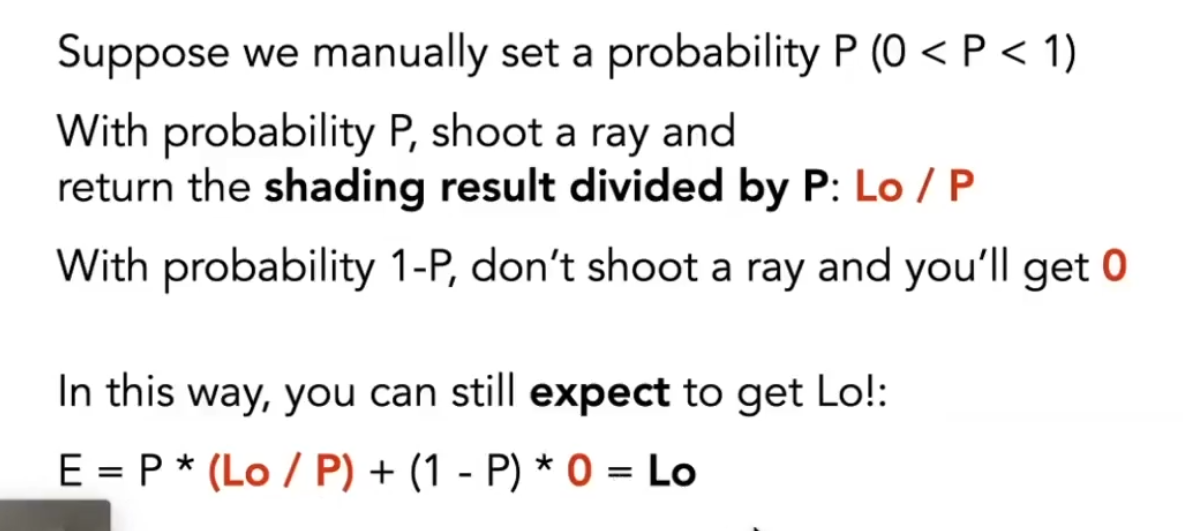 Suppose we manually set a probability P (0 < P < 1)
With probability P, shoot a ray and
return the shading result divided by P: Lo / P
With probability 1-P, don’t shoot a ray and you’ll get 0
In this way, you can still expect to get Lo!:
E = P * (Lo / P) + (1 - P) * 0 = Lo